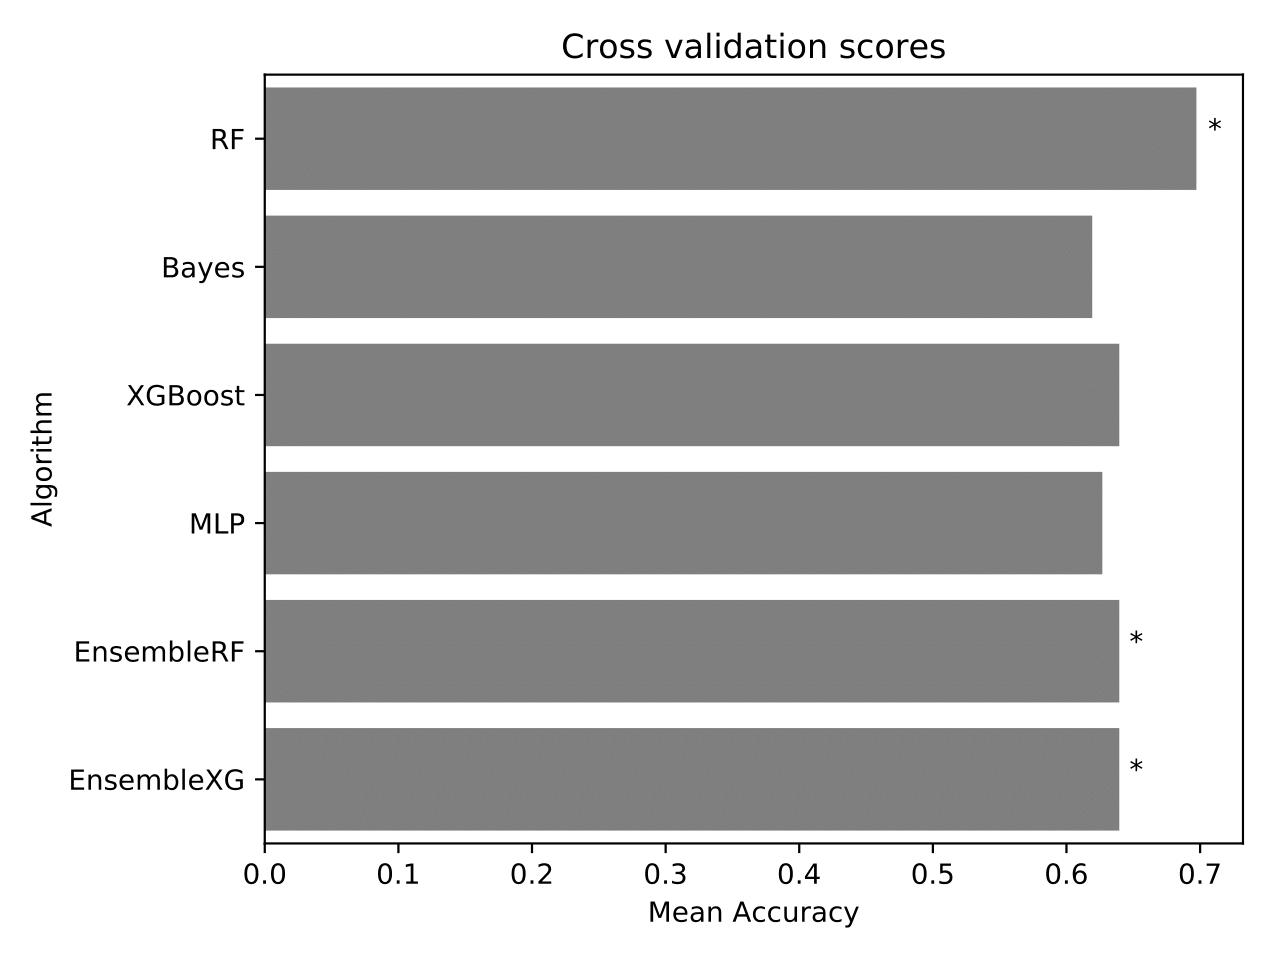 Cross validation scores
RF
*
Bayes
XGBoost
MLP
EnsembleRF
*
EnsembleXG
*
Algorithm
0.0 0.1 0.2 0.3 0.4 0.5 0.6 0.7
Mean Accuracy